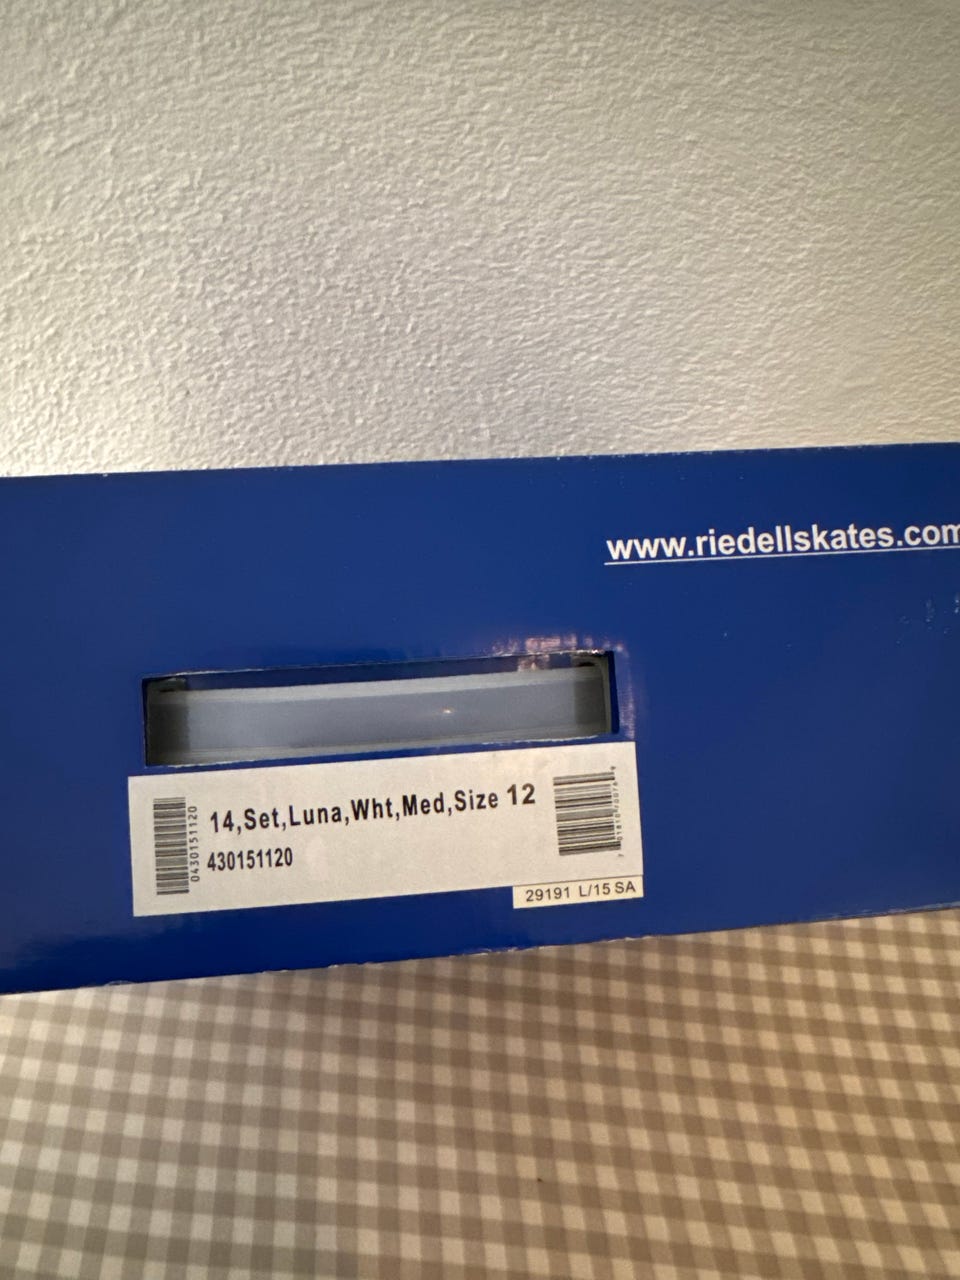 www.riedellskates.com
14,Set,Luna,Wht,Med,Size 12
0430151120
430151120
29191 L/15 SA